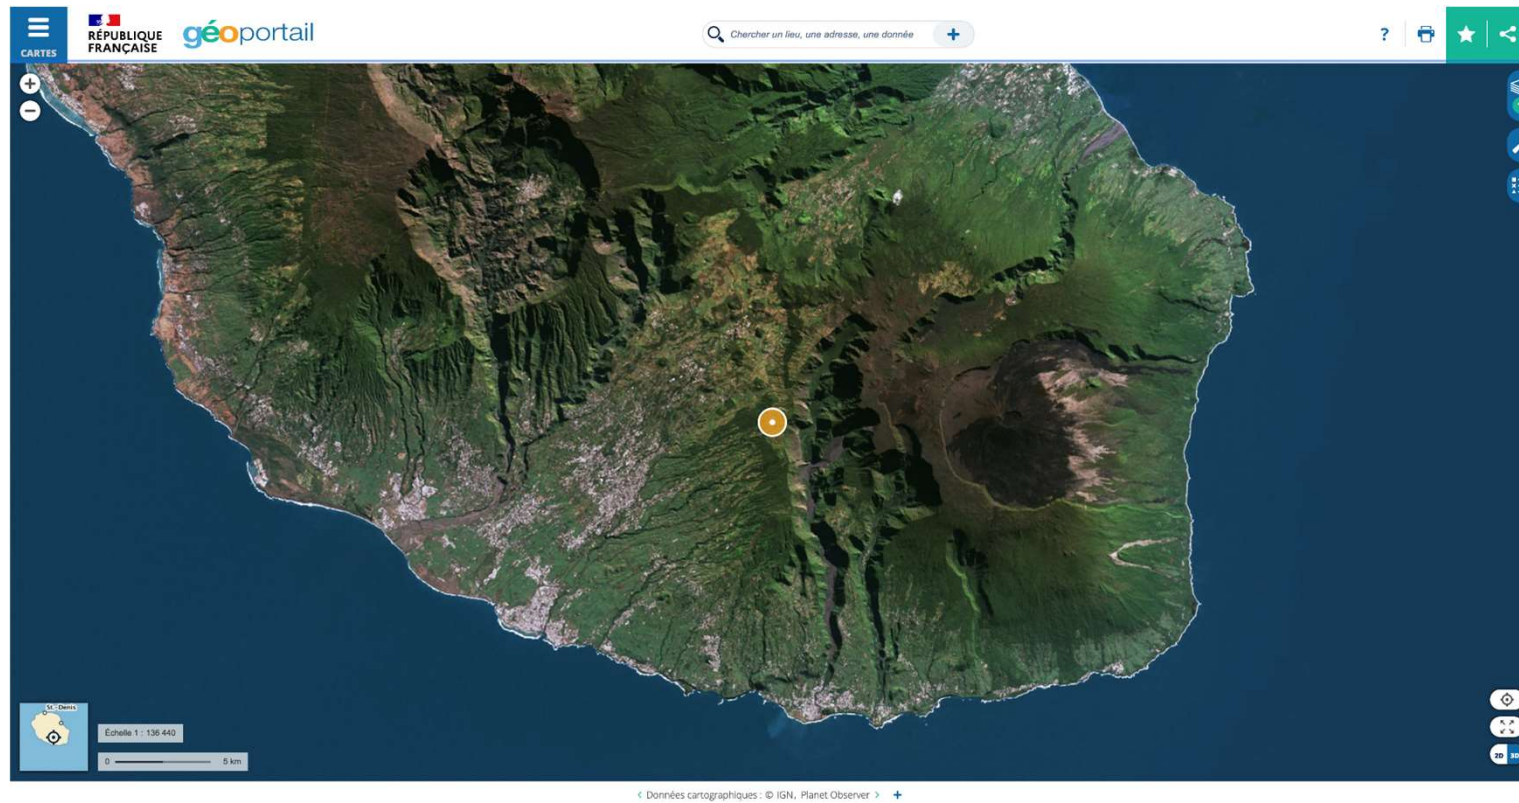 CARTES
RÉPUBLIQUE
FRANÇAISE
géoportail
Chercher un lieu, une adresse, une donnée
+
?
+
−
St.-Denis
Échelle 1 : 136 440
0 5 km
2D 3D
< Données cartographiques : © IGN, Planet Observer > +